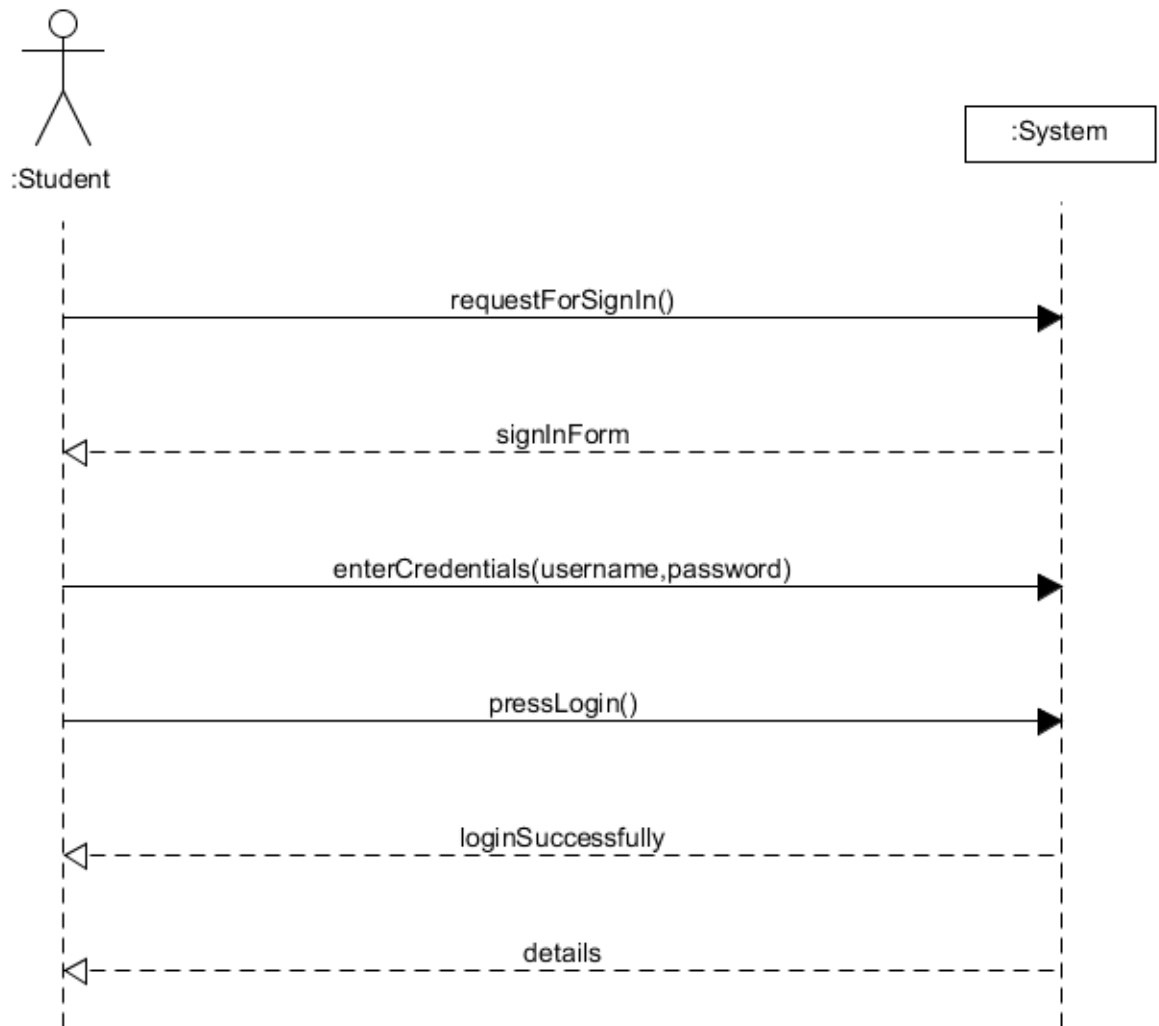 :Student
:System
requestForSignIn()
signInForm
enterCredentials(username,password)
pressLogin()
loginSuccessfully
details